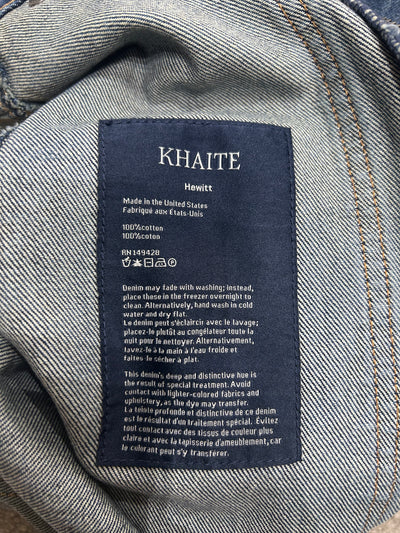 KHAITE
Hewitt
Made in the United States
Fabriqué aux États-Unis
100%cotton
100%coton
RN149428
Denim may fade with washing; instead,
place those in the freezer overnight to
clean. Alternatively, hand wash in cold
water and dry flat.
Le denim peut s'éclaircir avec le lavage;
placez-le plutôt au congélateur toute la
nuit pour le nettoyer. Alternativement,
lavez-le à la main à l'eau froide et
faites-le sécher à plat.
This denim's deep and distinctive hue is
the result of special treatment. Avoid
contact with lighter-colored fabrics and
upholstery, as the dye may transfer.
La teinte profonde et distinctive de ce denim
est le résultat d'un traitement spécial. Évitez
tout contact avec des tissus de couleur plus
claire et avec la tapisserie d'ameublement, car
le colorant peut s'y transférer.